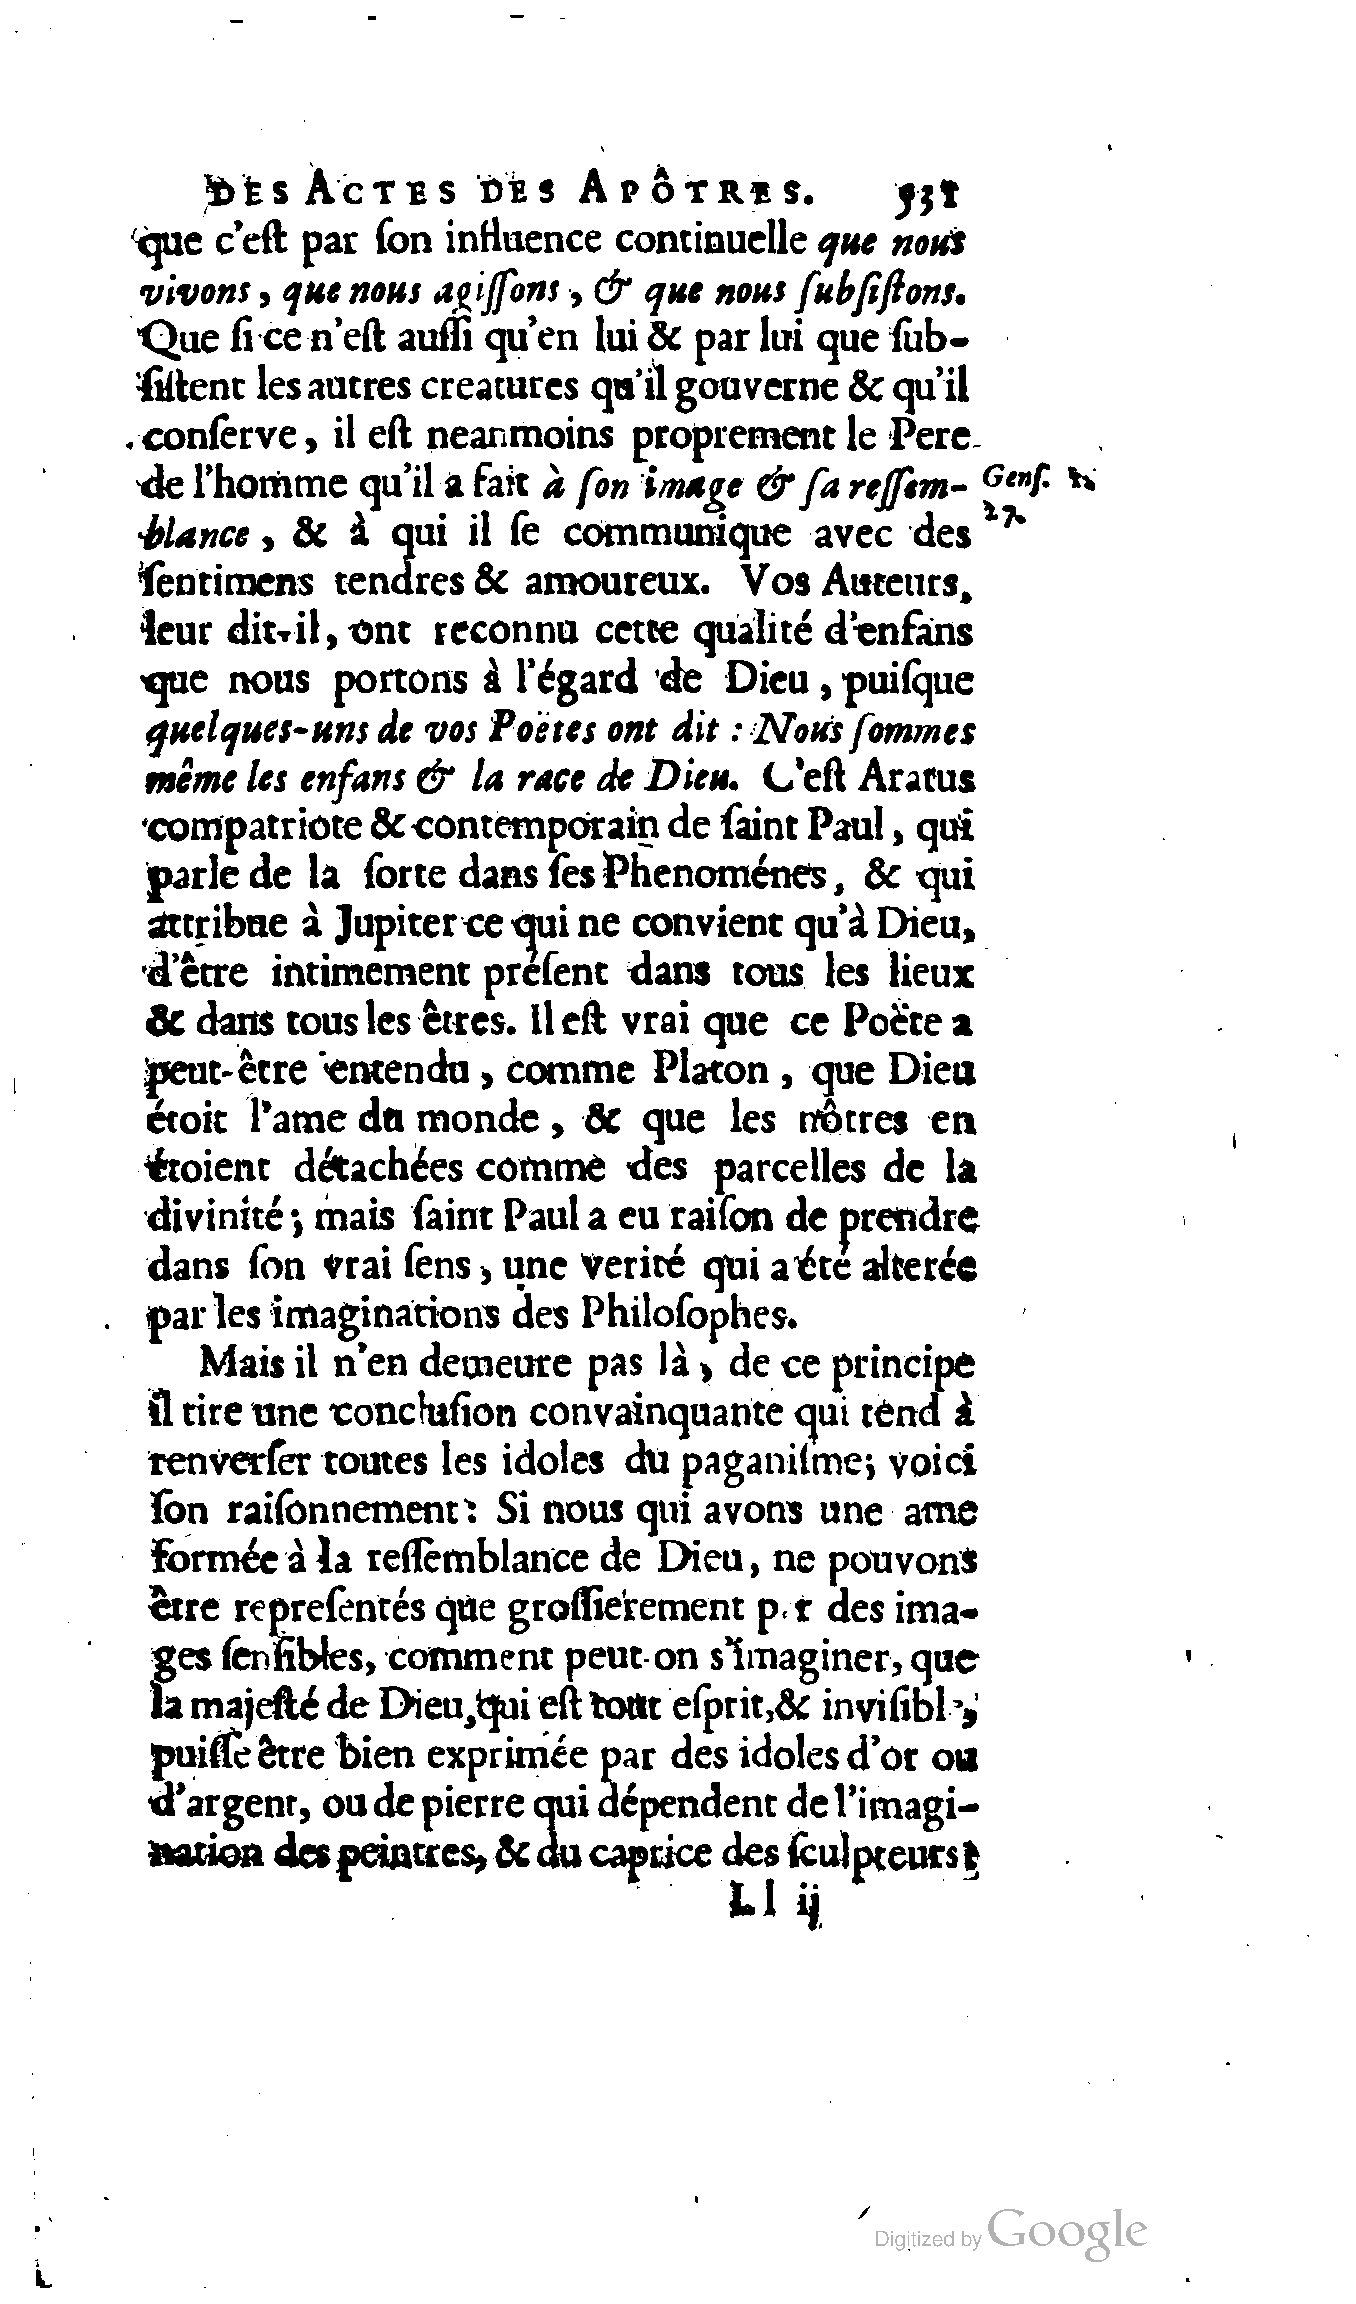 DES ACTES DES APÔTRES. 531
que c'eſt par ſon influence continuelle que nous
vivons, que nous agiſſons, & que nous ſubſiſtons.
Que ſi ce n'eſt auſſi qu'en lui & par lui que ſub-
ſiſtent les autres creatures qu'il gouverne & qu'il
conſerve, il eſt neanmoins proprement le Pere
de l'homme qu'il a fait à ſon image & ſa reſſem-
Genſ. 1.
27.
blance, & à qui il ſe communique avec des
ſentimens tendres & amoureux. Vos Auteurs,
leur dit-il, ont reconnu cette qualité d'enfans
que nous portons à l'égard de Dieu, puiſque
quelques-uns de vos Poëtes ont dit : Nous ſommes
même les enfans & la race de Dieu. C'eſt Aratus
compatriote & contemporain de ſaint Paul, qui
parle de la ſorte dans ſes Phenoménes, & qui
attribue à Jupiter ce qui ne convient qu'à Dieu,
d'être intimement préſent dans tous les lieux
& dans tous les êtres. Il eſt vrai que ce Poëte a
peut-être entendu, comme Platon, que Dieu
étoit l'ame du monde, & que les nôtres en
étoient détachées comme des parcelles de la
divinité; mais ſaint Paul a eu raiſon de prendre
dans ſon vrai ſens, une verité qui a été alterée
par les imaginations des Philoſophes.
Mais il n'en demeure pas là, de ce principe
il tire une concluſion convainquante qui tend à
renverſer toutes les idoles du paganiſme; voici
ſon raiſonnement: Si nous qui avons une ame
formée à la reſſemblance de Dieu, ne pouvons
être repreſentés que groſſierement par des ima-
ges ſenſibles, comment peut-on s'imaginer, que
la majeſté de Dieu, qui eſt tout eſprit, & inviſible,
puiſſe être bien exprimée par des idoles d'or ou
d'argent, ou de pierre qui dépendent de l'imagi-
nation des peintres, & du caprice des ſculpteurs?
Ll ij
Digitized by Google